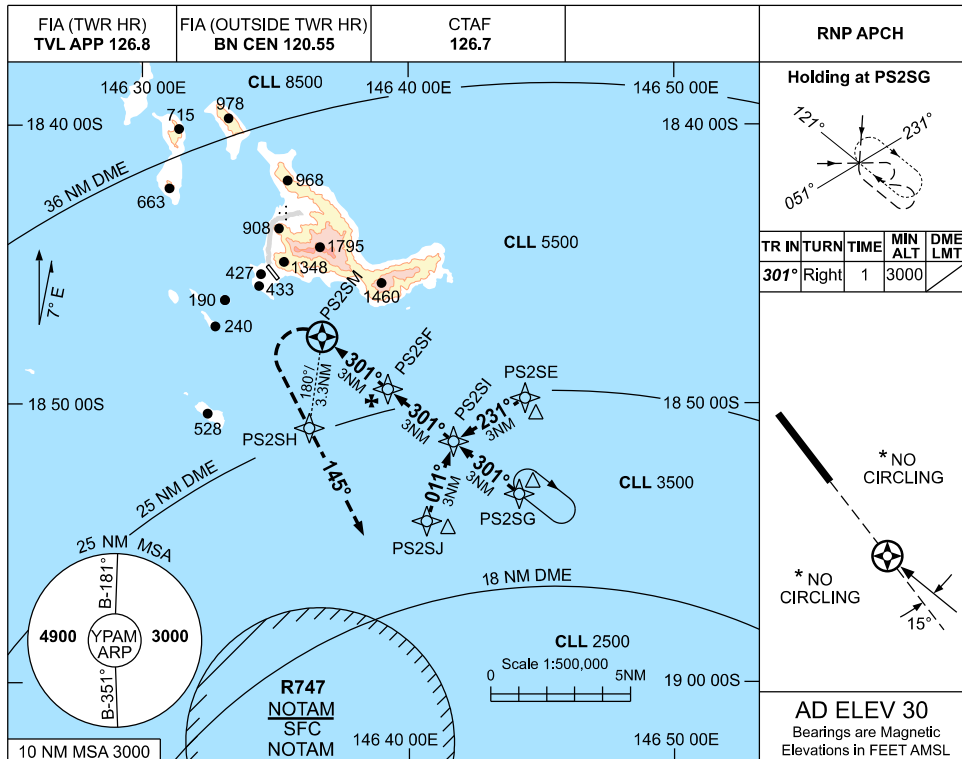 FIA (TWR HR)
TVL APP 126.8
FIA (OUTSIDE TWR HR)
BN CEN 120.55
CTAF
126.7
RNP APCH
146 30 00E
CLL 8500
146 40 00E
146 50 00E
978
715
18 40 00S
18 40 00S
36 NM DME
968
663
908
CLL 5500
1795
427
1348
433
1460
190
7° E
240
PS2SM
PS2SF
PS2SI
PS2SE
301°
3NM
180°/
3.3NM
18 50 00S
18 50 00S
301°
3NM
231°
3NM
528
PS2SH
145°
301°
3NM
011°
3NM
CLL 3500
PS2SG
PS2SJ
25 NM DME
25 NM MSA
18 NM DME
B-181°
4900
YPAM
ARP
3000
B-351°
CLL 2500
Scale 1:500,000
0
5NM
R747
NOTAM
SFC
NOTAM
19 00 00S
146 40 00E
146 50 00E
10 NM MSA 3000
Holding at PS2SG
121°
231°
051°
TR IN TURN TIME MIN ALT DME LMT
301° Right 1 3000
* NO
CIRCLING
* NO
CIRCLING
15°
AD ELEV 30
Bearings are Magnetic
Elevations in FEET AMSL